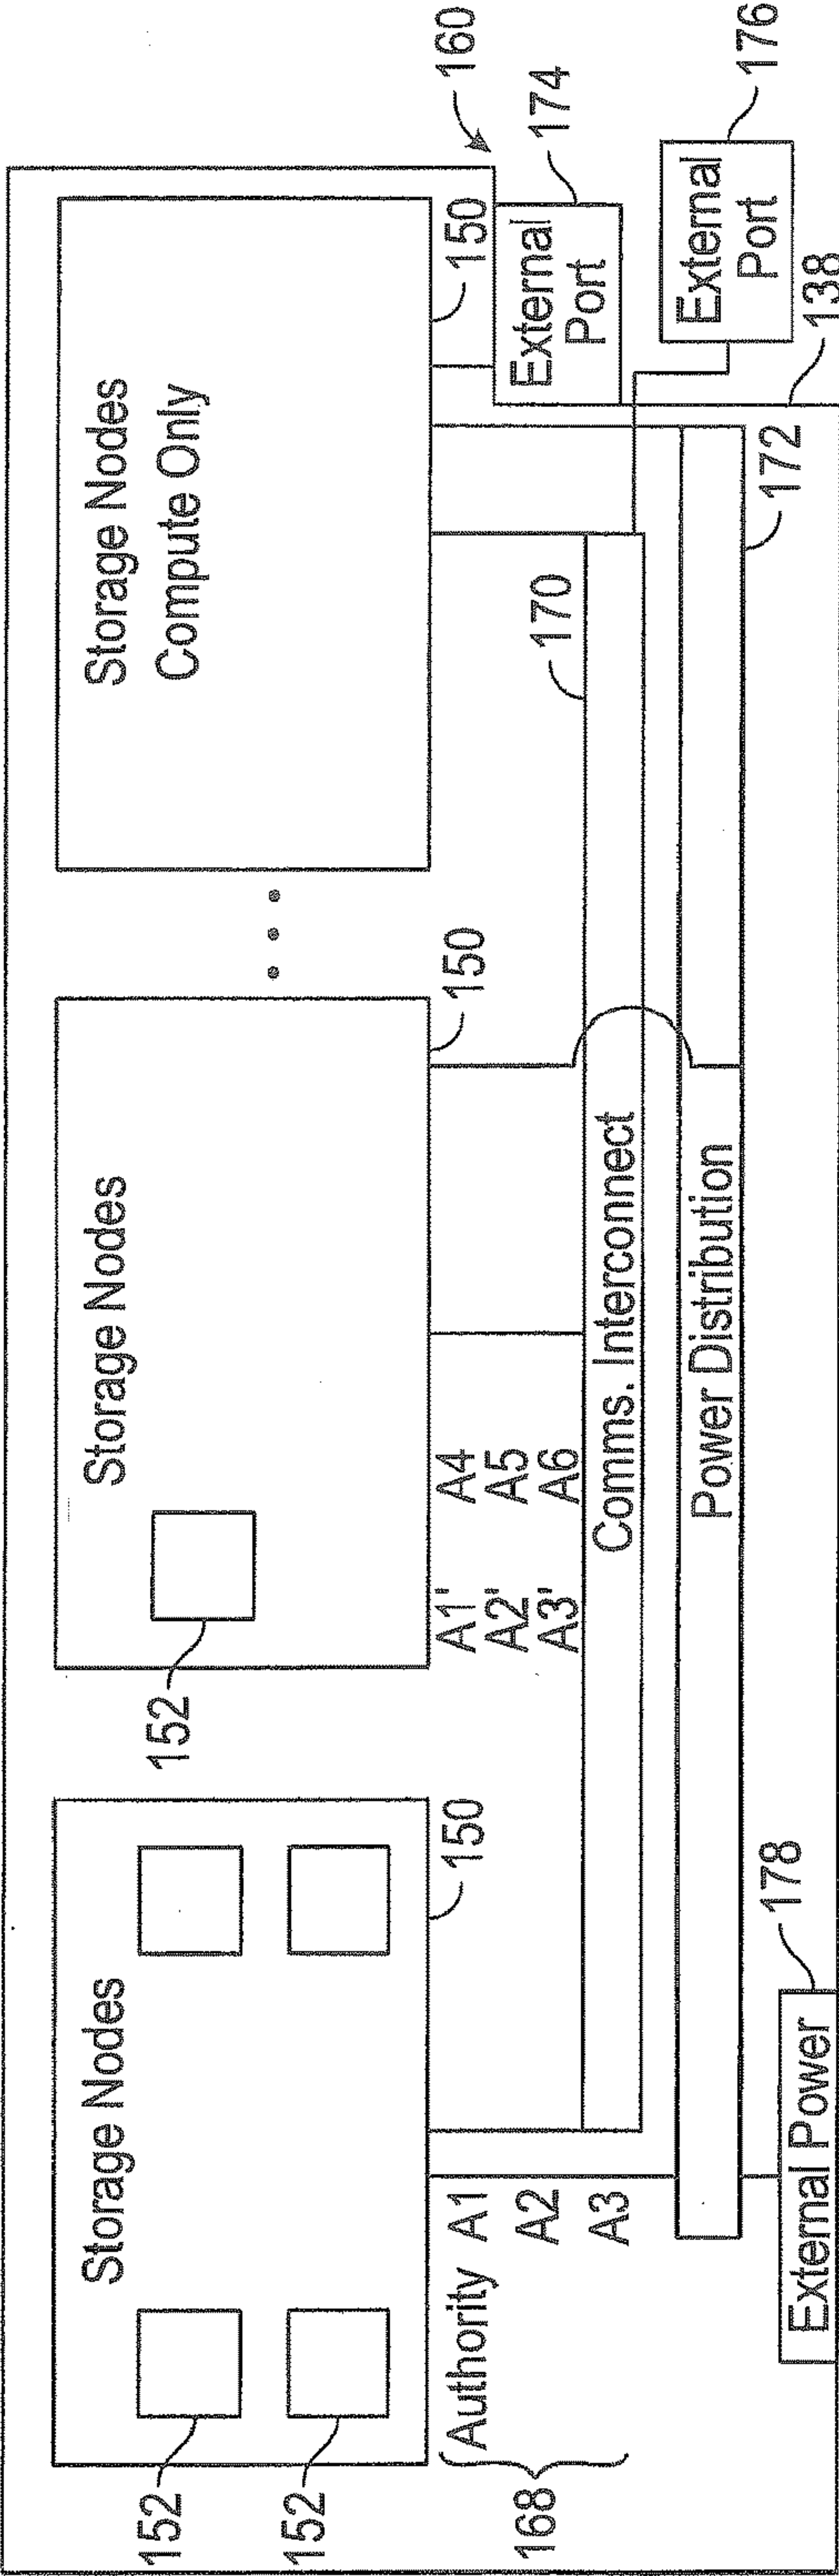 160
Storage Nodes
Storage Nodes
Storage Nodes
Compute Only
152
152
152
150
150
150
168
Authority A1
A2
A3
A1' A4
A2' A5
A3' A6
170
Comms. Interconnect
Power Distribution
172
External
Port
174
External
Port
176
138
External Power
178